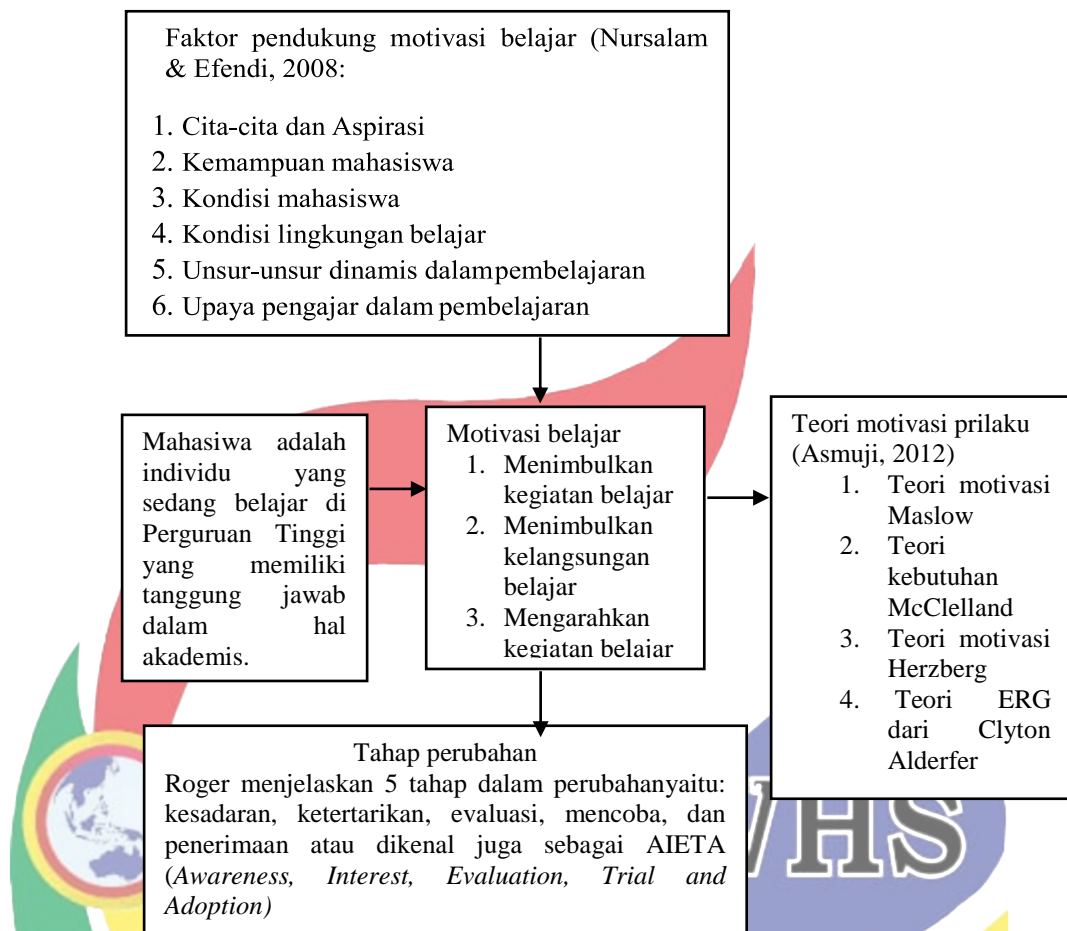 Faktor pendukung motivasi belajar (Nursalam
& Efendi, 2008:
1. Cita-cita dan Aspirasi
2. Kemampuan mahasiswa
3. Kondisi mahasiswa
4. Kondisi lingkungan belajar
5. Unsur-unsur dinamis dalampembelajaran
6. Upaya pengajar dalam pembelajaran
Mahasiwa adalah
individu yang
sedang belajar di
Perguruan Tinggi
yang memiliki
tanggung jawab
dalam hal
akademis.
Motivasi belajar
1. Menimbulkan
kegiatan belajar
2. Menimbulkan
kelangsungan
belajar
3. Mengarahkan
kegiatan belajar
Teori motivasi prilaku
(Asmuji, 2012)
1. Teori motivasi
Maslow
2. Teori
kebutuhan
McClelland
3. Teori motivasi
Herzberg
4. Teori ERG
dari Clyton
Alderfer
Tahap perubahan
Roger menjelaskan 5 tahap dalam perubahanyaitu:
kesadaran, ketertarikan, evaluasi, mencoba, dan
penerimaan atau dikenal juga sebagai AIETA
(Awareness, Interest, Evaluation, Trial and
Adoption)
HS